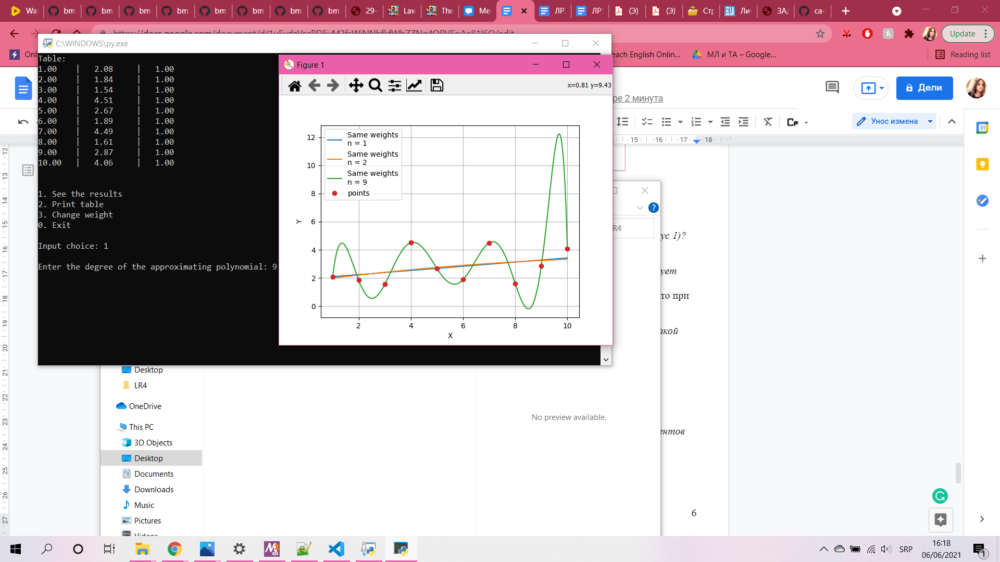 Wa
bm
bm
bm
bm
bm
bm
bm
bm
29-
Law
The
Me
ЛР
ЛР
(Э)
(Э)
Стр
Ли
ЗА
ca-
Update
C:\WINDOWS\py.exe
each English Onlin...
МЛ и ТА – Google...
Reading list
Table:
1.00 | 2.08 | 1.00
2.00 | 1.84 | 1.00
3.00 | 1.54 | 1.00
4.00 | 4.51 | 1.00
5.00 | 2.67 | 1.00
6.00 | 1.89 | 1.00
7.00 | 4.49 | 1.00
8.00 | 1.61 | 1.00
9.00 | 2.87 | 1.00
10.00 | 4.06 | 1.00
1. See the results
2. Print table
3. Change weight
0. Exit
Input choice: 1
Enter the degree of the approximating polynomial: 9
Figure 1
x=0.81 y=9.43
Same weights
n = 1
Same weights
n = 2
Same weights
n = 9
points
12
10
8
6
4
2
0
Y
2 4 6 8 10
X
ре 2 минута
Дели
Унос измена
15 16 17 18
R4
ус 1)?
ует
то при
акой
ентов
6
12
13
14
15
16
17
18
19
20
21
22
23
24
25
26
27
Desktop
LR4
OneDrive
This PC
3D Objects
Desktop
Documents
Downloads
Music
Pictures
Videos
No preview available.
SRP
16:18
06/06/2021
1